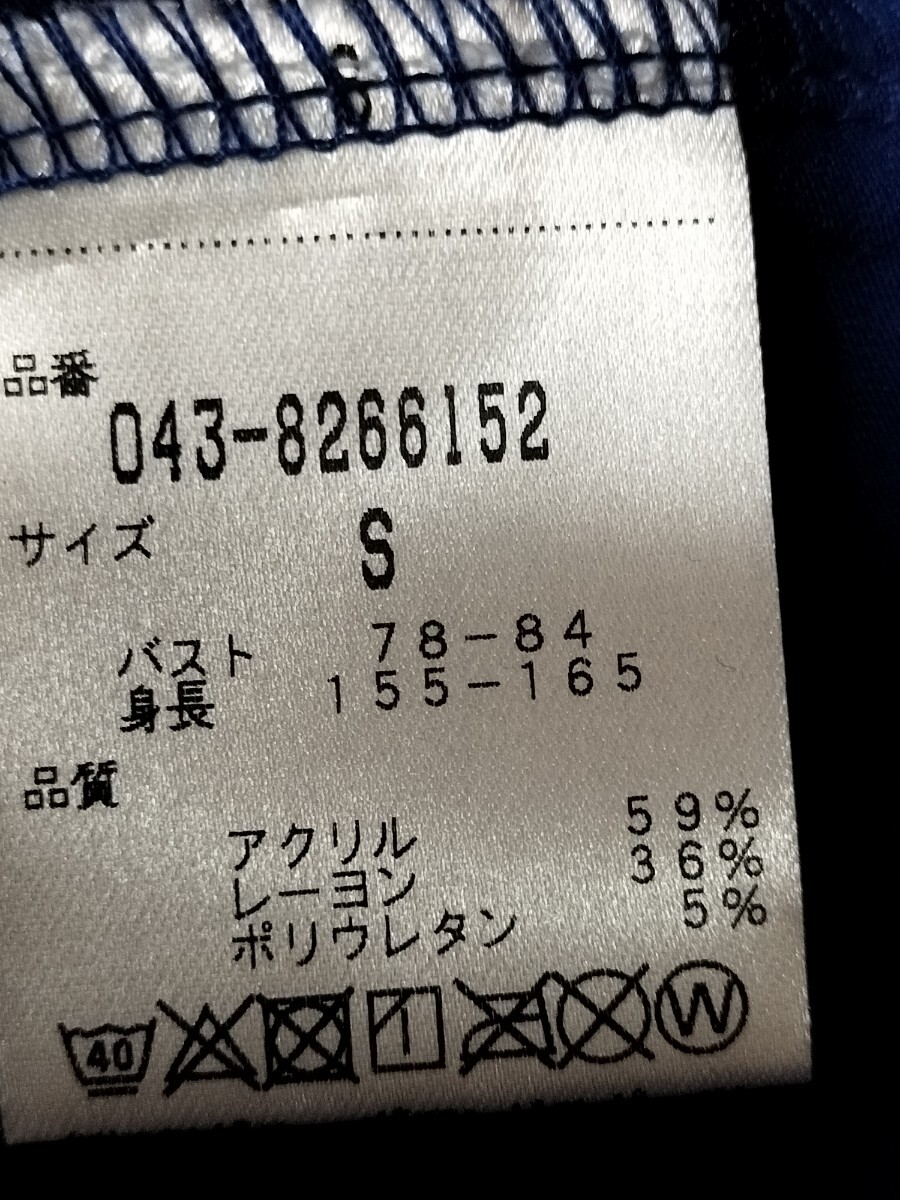 品番
043-8266152
サイズ S
バスト 78-84
身長 155-165
品質
アクリル 59%
レーヨン 36%
ポリウレタン 5%
40 W